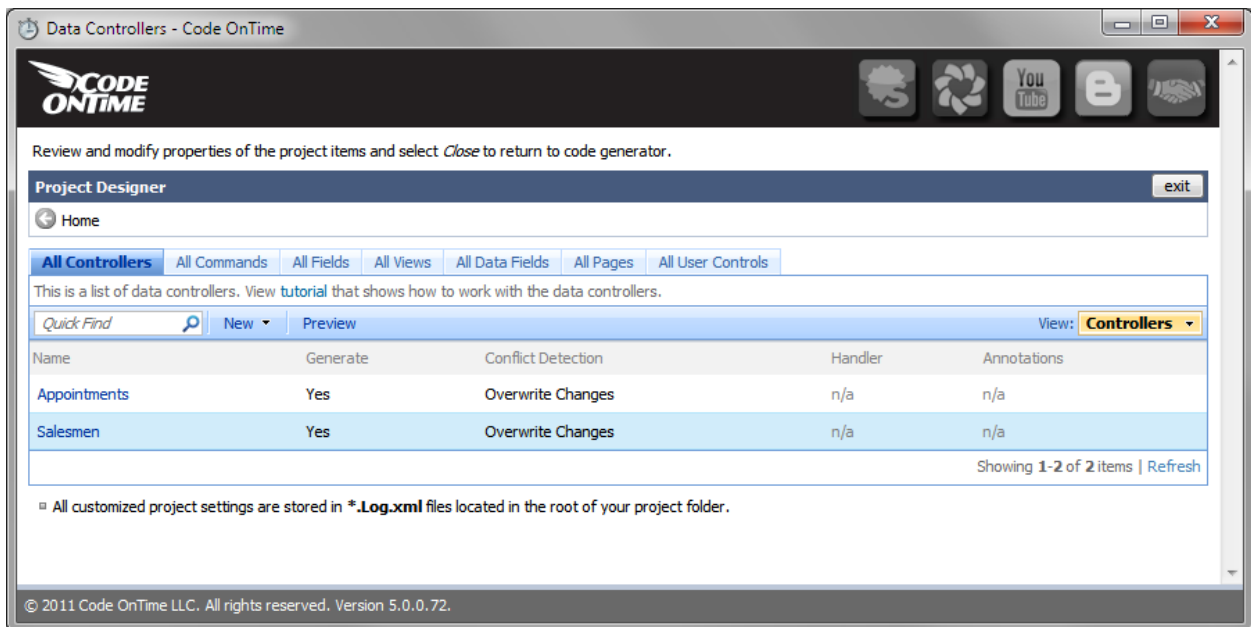 Data Controllers - Code OnTime
CODE
ONTIME
You
Tube
Review and modify properties of the project items and select Close to return to code generator.
Project Designer exit
Home
All Controllers All Commands All Fields All Views All Data Fields All Pages All User Controls
This is a list of data controllers. View tutorial that shows how to work with the data controllers.
Quick Find New Preview View: Controllers
Name Generate Conflict Detection Handler Annotations
Appointments Yes Overwrite Changes n/a n/a
Salesmen Yes Overwrite Changes n/a n/a
Showing 1-2 of 2 items | Refresh
All customized project settings are stored in *.Log.xml files located in the root of your project folder.
© 2011 Code OnTime LLC. All rights reserved. Version 5.0.0.72.